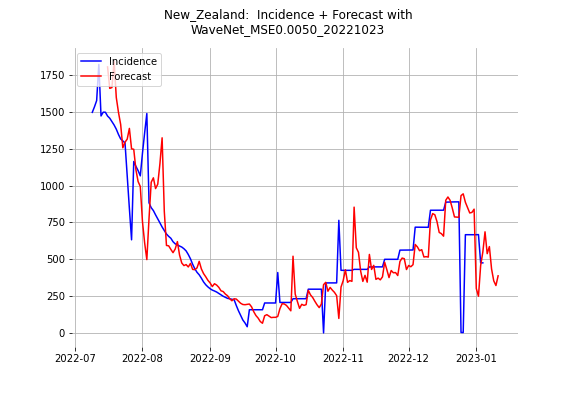 New_Zealand:  Incidence + Forecast with
WaveNet_MSE0.0050_20221023
Incidence
Forecast
1750
1500
1250
1000
750
500
250
0
2022-07 2022-08 2022-09 2022-10 2022-11 2022-12 2023-01